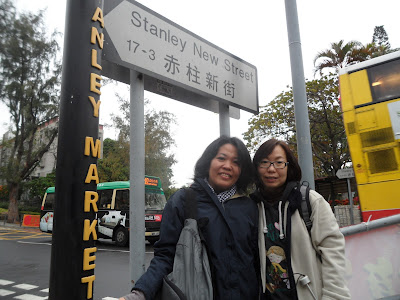 STANLEY MARKET
Stanley New Street
17-3 赤柱新街